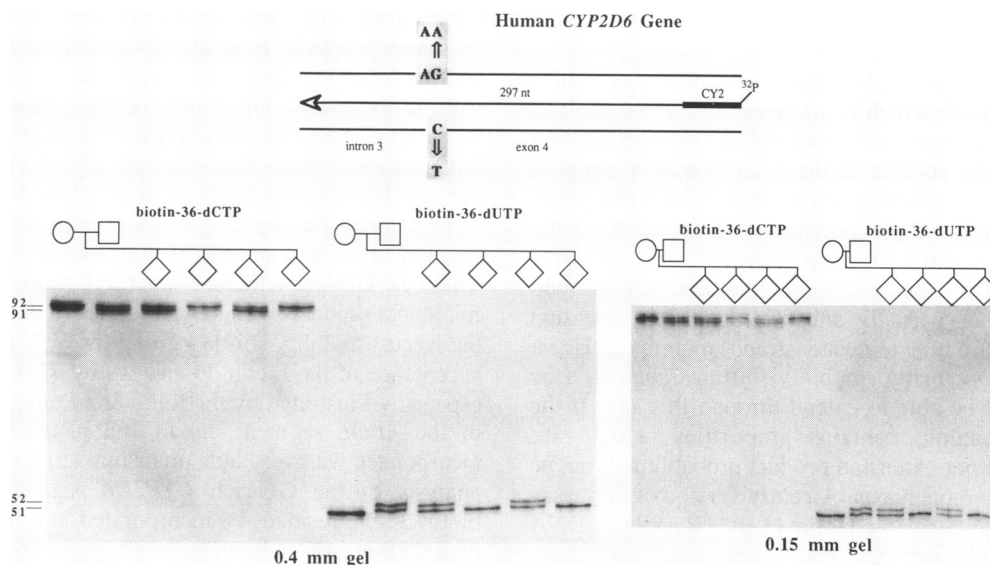 Human CYP2D6 Gene
AA
⇑
AG
32P
297 nt
CY2
C
intron 3
exon 4
⇓
T
biotin-36-dCTP
biotin-36-dUTP
biotin-36-dCTP
biotin-36-dUTP
92
91
52
51
0.4 mm gel
0.15 mm gel